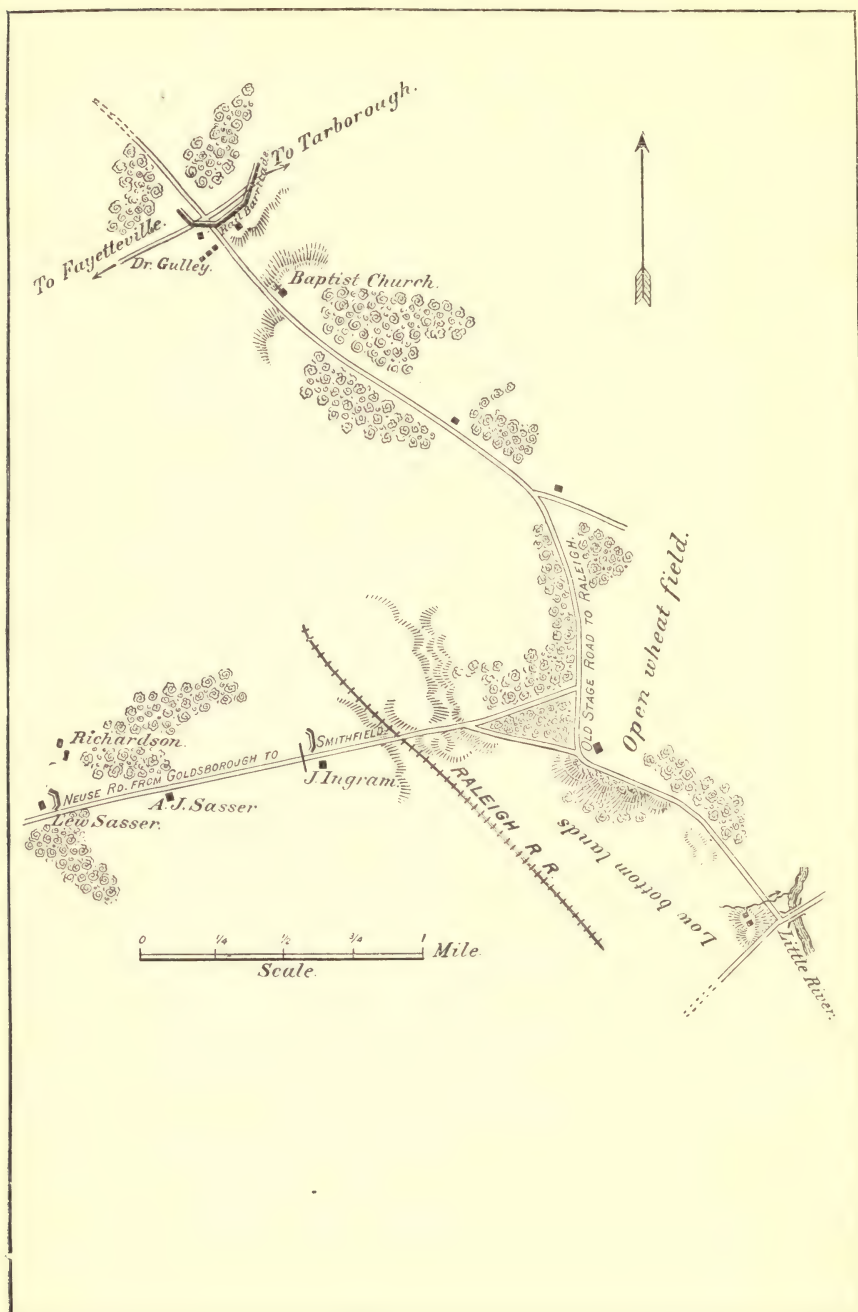 To Tarborough.
Rail Barricade
To Fayetteville.
Dr. Gulley.
Baptist Church.
OLD STAGE ROAD TO RALEIGH.
Open wheat field.
Richardson.
NEUSE RD. FROM GOLDSBOROUGH TO SMITHFIELD
J. Ingram.
A. J. Sasser
Lew Sasser.
RALEIGH R R.
Low bottom lands
Little River.
0 ¼ ½ ¾ 1 Mile.
Scale.